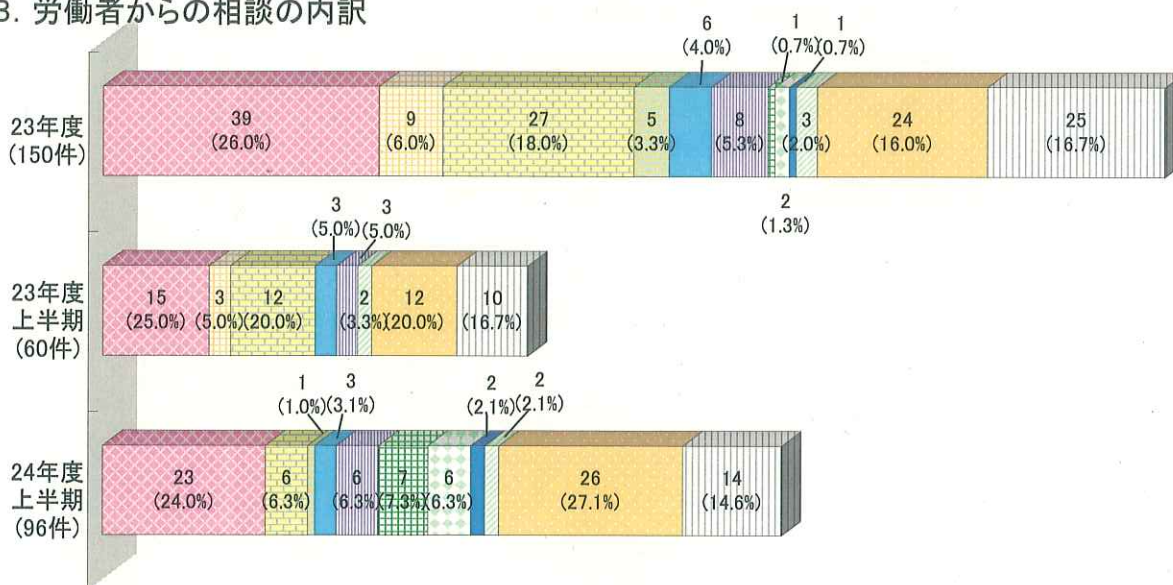 3. 労働者からの相談の内訳
6 1 1
(4.0%) (0.7%) (0.7%)
23年度
(150件)
39 9 27 5 8 3 24 25
(26.0%) (6.0%) (18.0%) (3.3%) (5.3%) (2.0%) (16.0%) (16.7%)
2
(1.3%)
3 3
(5.0%) (5.0%)
23年度
上半期
(60件)
15 3 12 2 12 10
(25.0%) (5.0%) (20.0%) (3.3%) (20.0%) (16.7%)
1 3 2 2
(1.0%) (3.1%) (2.1%) (2.1%)
24年度
上半期
(96件)
23 6 6 7 6 26 14
(24.0%) (6.3%) (6.3%) (7.3%) (6.3%) (27.1%) (14.6%)